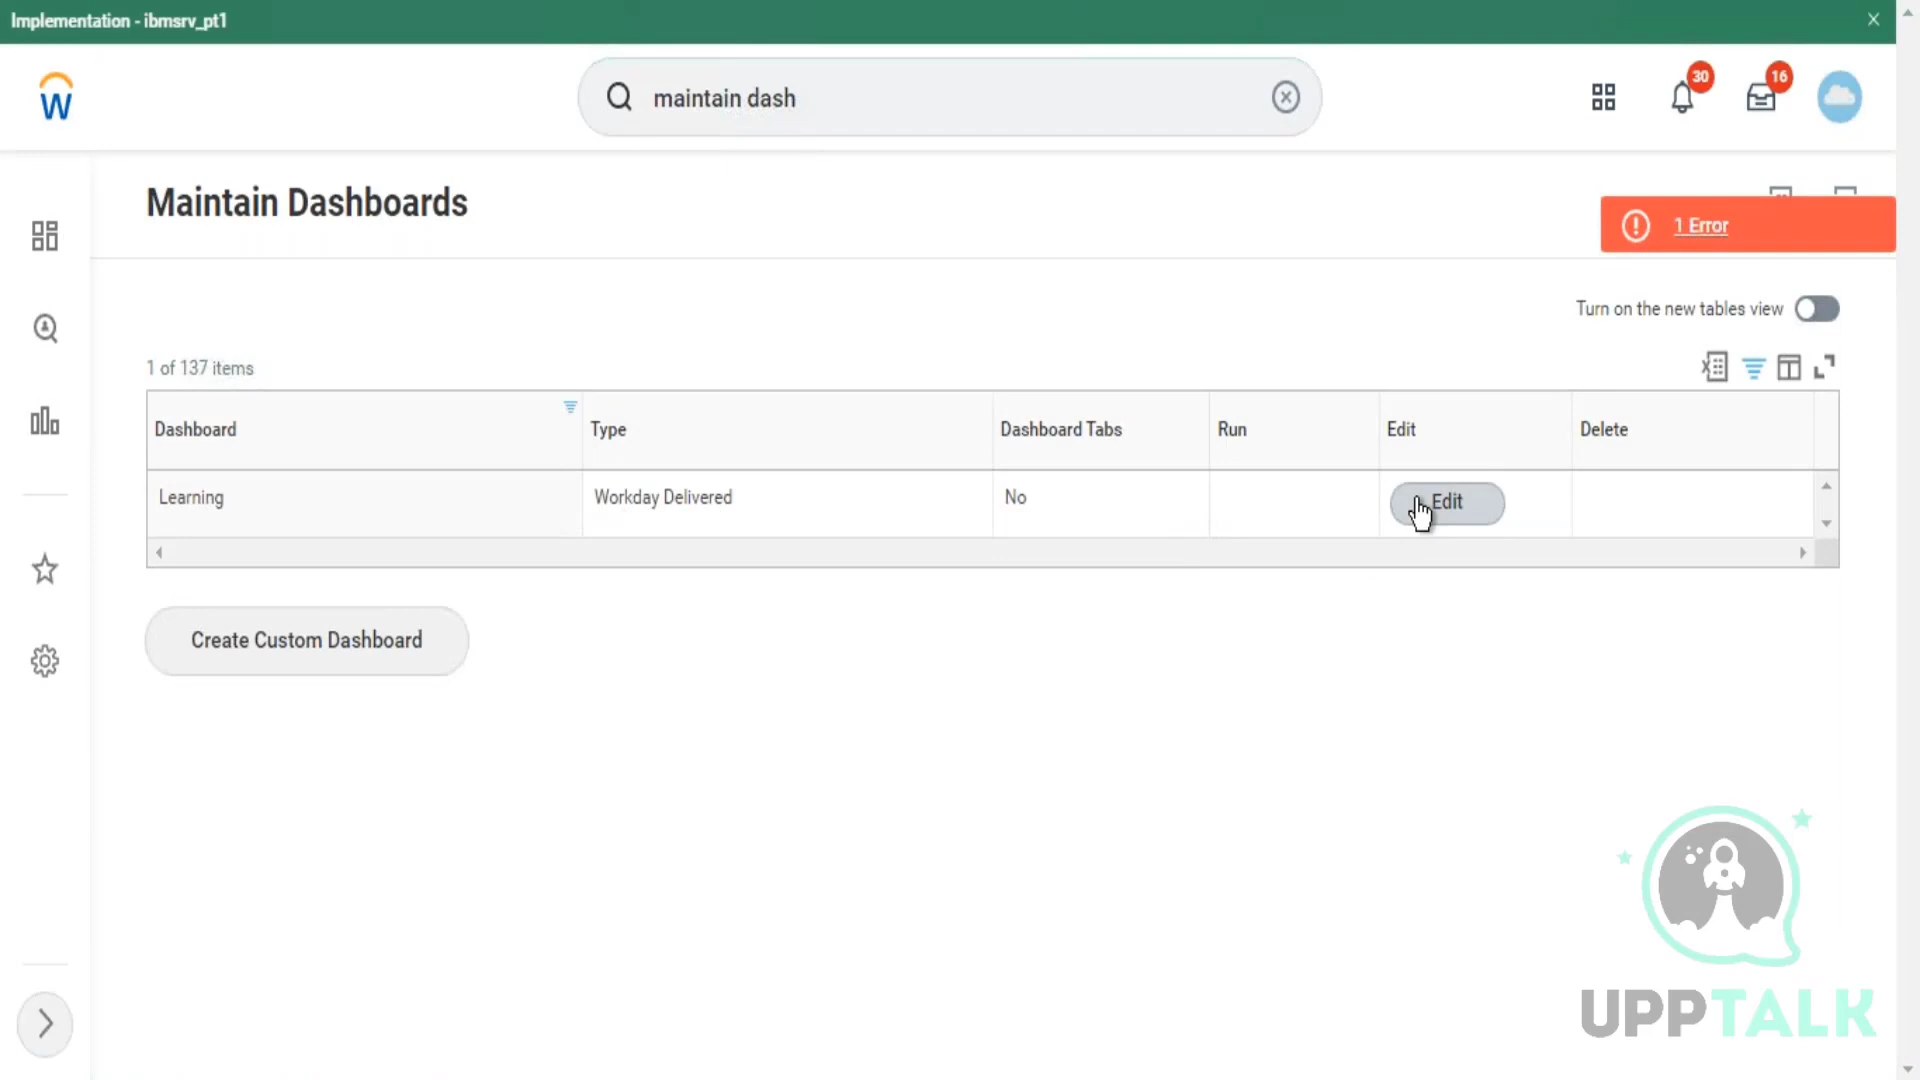 Implementation - ibmsrv_pt1
W
maintain dash
30
16
Maintain Dashboards
1 Error
Turn on the new tables view
1 of 137 items
Dashboard
Type
Dashboard Tabs
Run
Edit
Delete
Learning
Workday Delivered
No
Edit
Create Custom Dashboard
UPPTALK